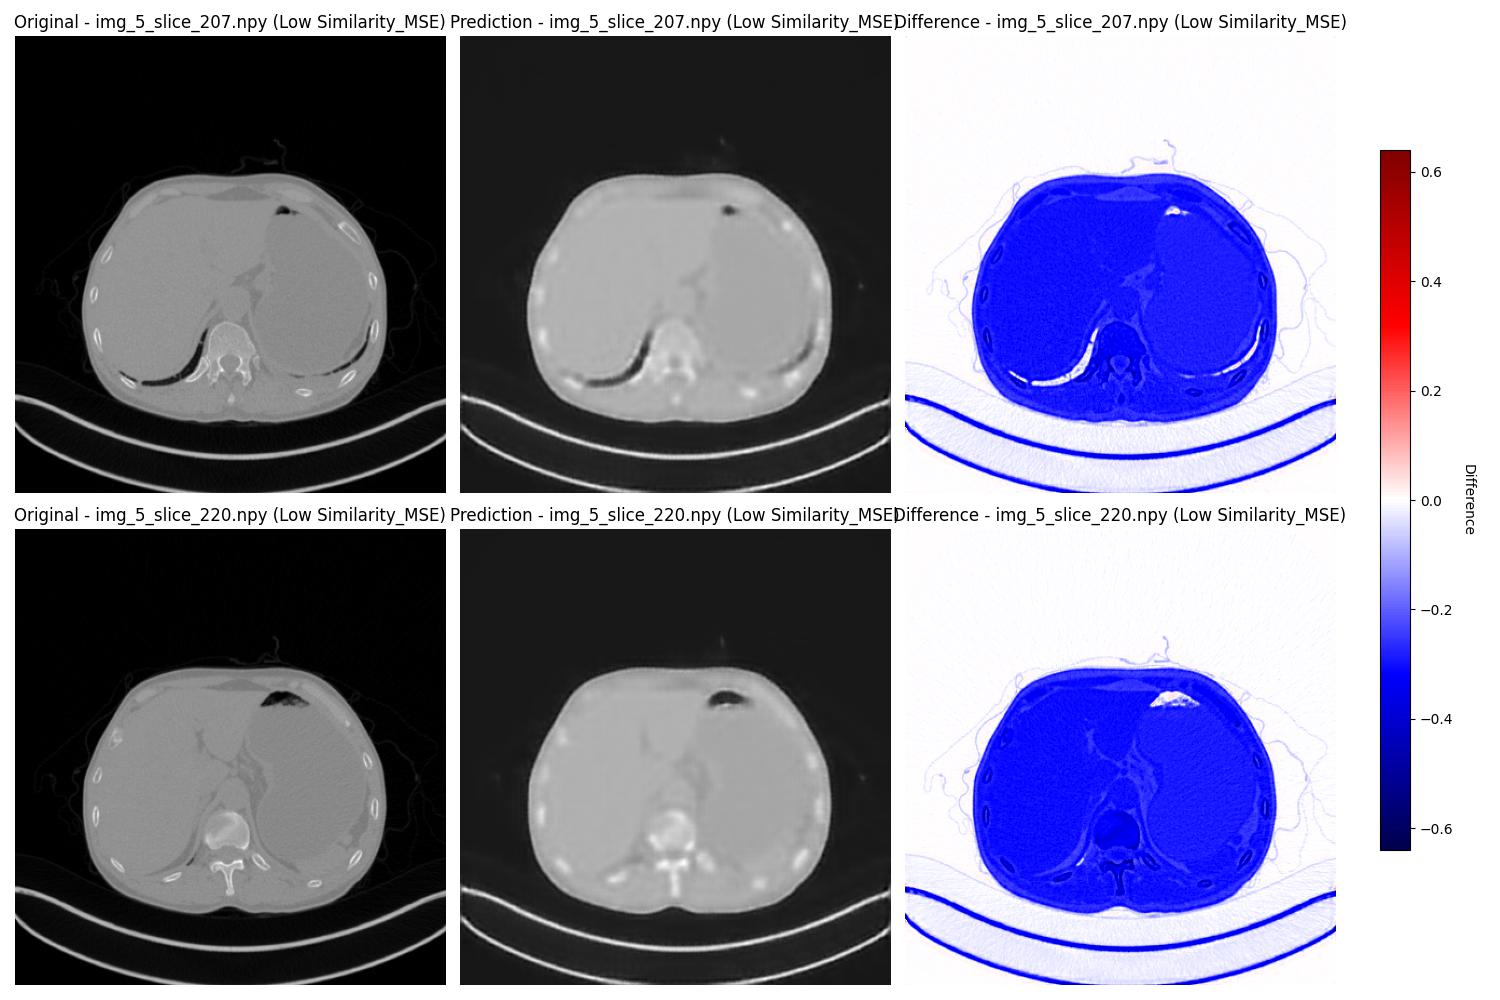 Original - img_5_slice_207.npy (Low Similarity_MSE)
Prediction - img_5_slice_207.npy (Low Similarity_MSE)
Difference - img_5_slice_207.npy (Low Similarity_MSE)
Original - img_5_slice_220.npy (Low Similarity_MSE)
Prediction - img_5_slice_220.npy (Low Similarity_MSE)
Difference - img_5_slice_220.npy (Low Similarity_MSE)
0.6
0.4
0.2
0.0
−0.2
−0.4
−0.6
Difference